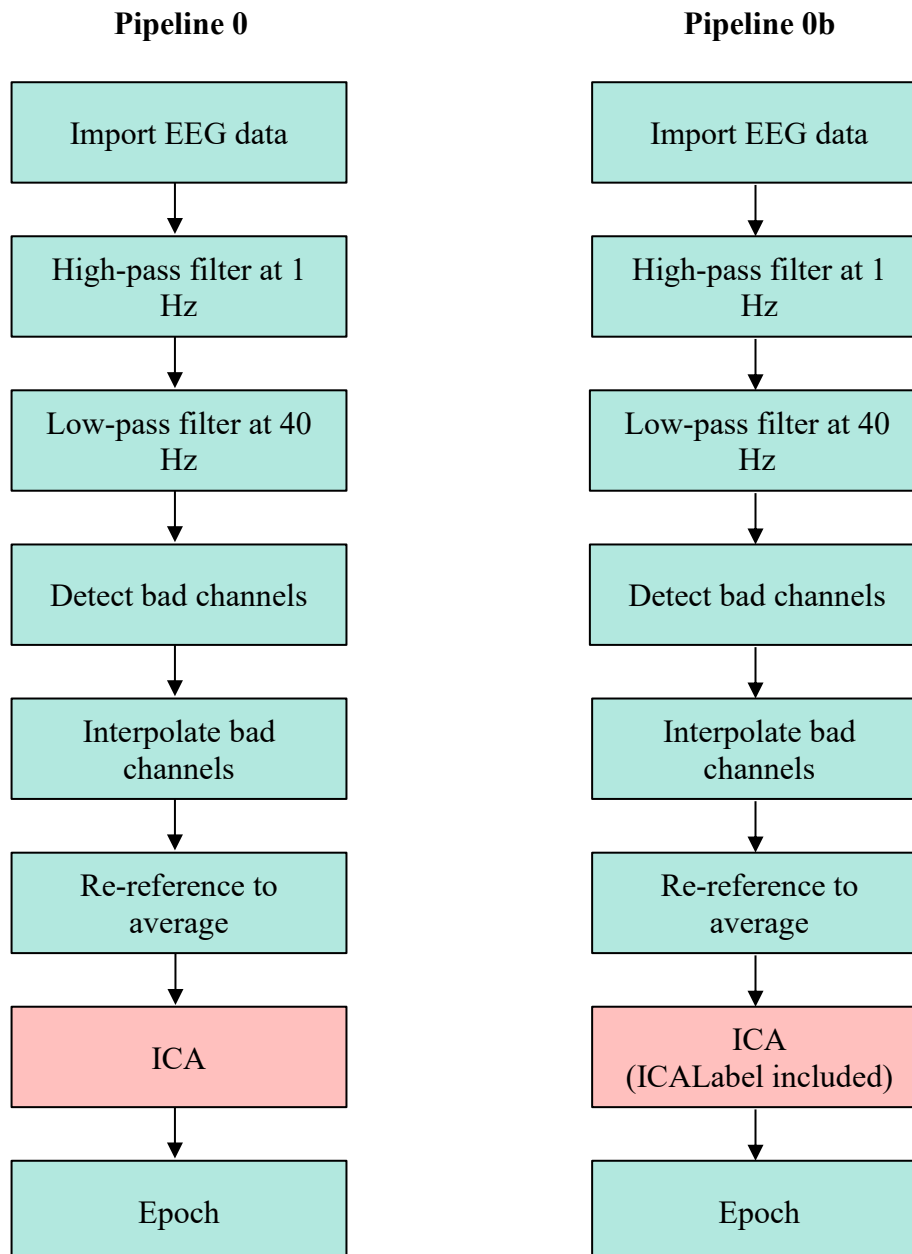 Pipeline 0
Import EEG data
High-pass filter at 1
Hz
Low-pass filter at 40
Hz
Detect bad channels
Interpolate bad
channels
Re-reference to
average
ICA
Epoch
Pipeline 0b
Import EEG data
High-pass filter at 1
Hz
Low-pass filter at 40
Hz
Detect bad channels
Interpolate bad
channels
Re-reference to
average
ICA
(ICALabel included)
Epoch